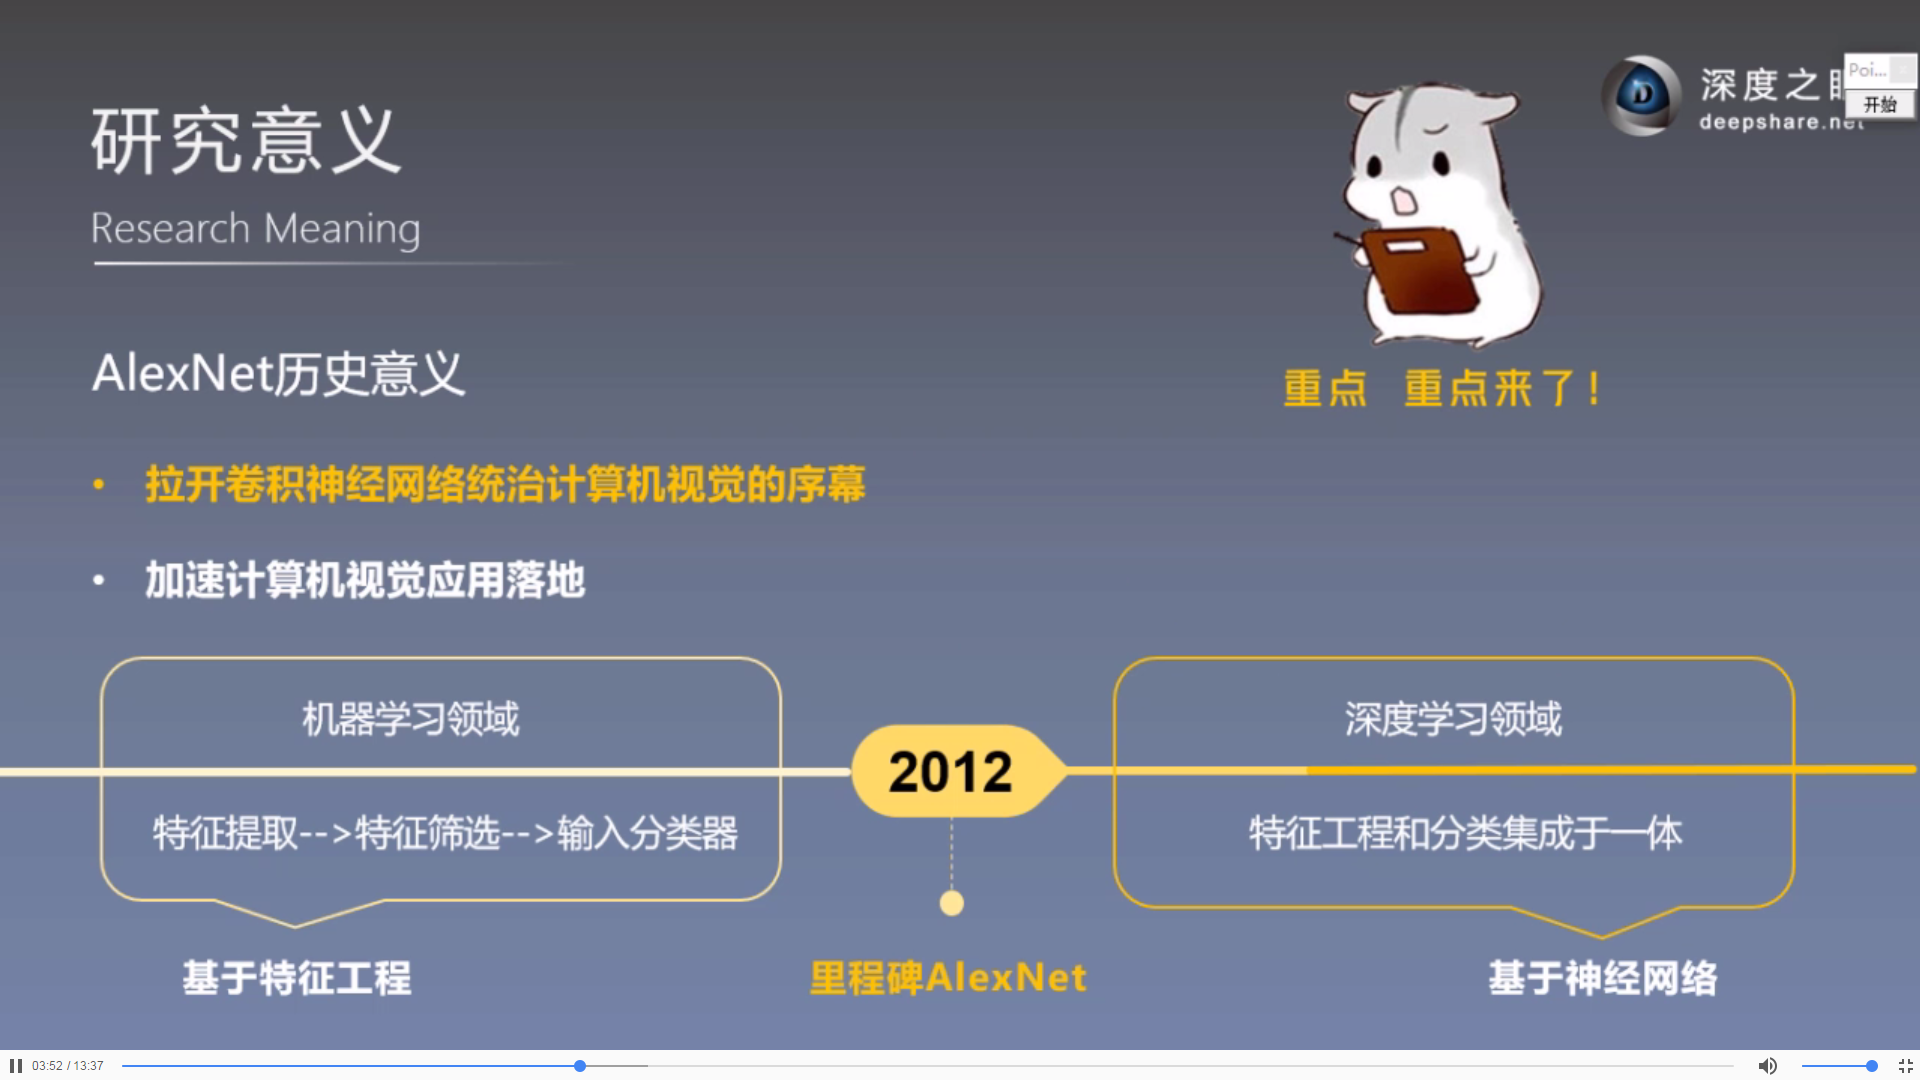 研究意义
Research Meaning
深度之
deepshare.net
Poi...
开始
重点 重点来了!
AlexNet历史意义
• 拉开卷积神经网络统治计算机视觉的序幕
• 加速计算机视觉应用落地
机器学习领域
特征提取-->特征筛选-->输入分类器
基于特征工程
2012
里程碑AlexNet
深度学习领域
特征工程和分类集成于一体
基于神经网络
03:52 / 13:37